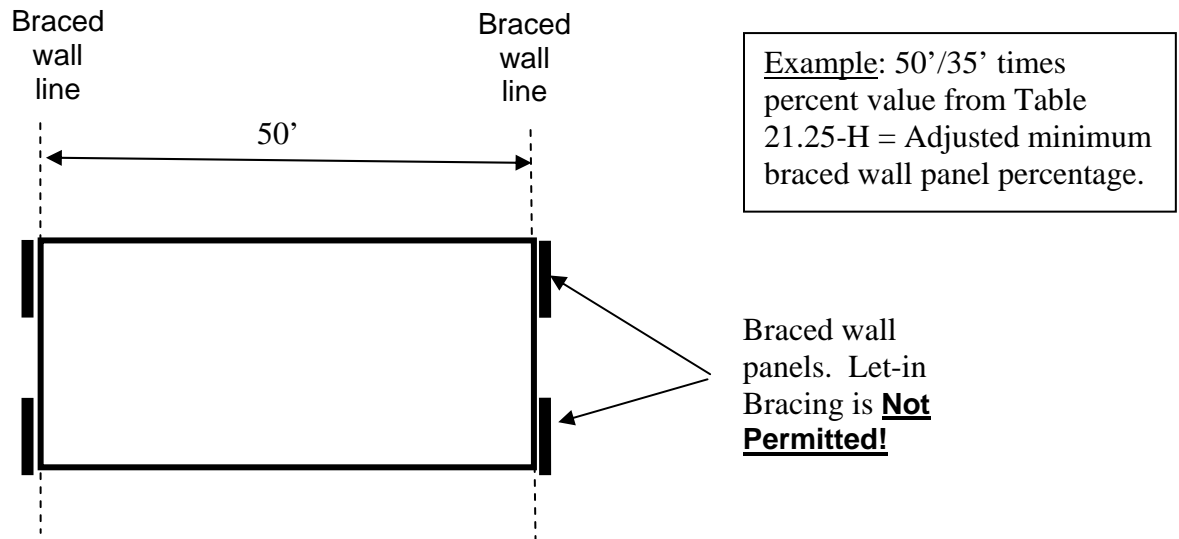 Braced
wall
line
Braced
wall
line
50’
Example: 50’/35’ times
percent value from Table
21.25-H = Adjusted minimum
braced wall panel percentage.
Braced wall
panels.  Let-in
Bracing is Not
Permitted!